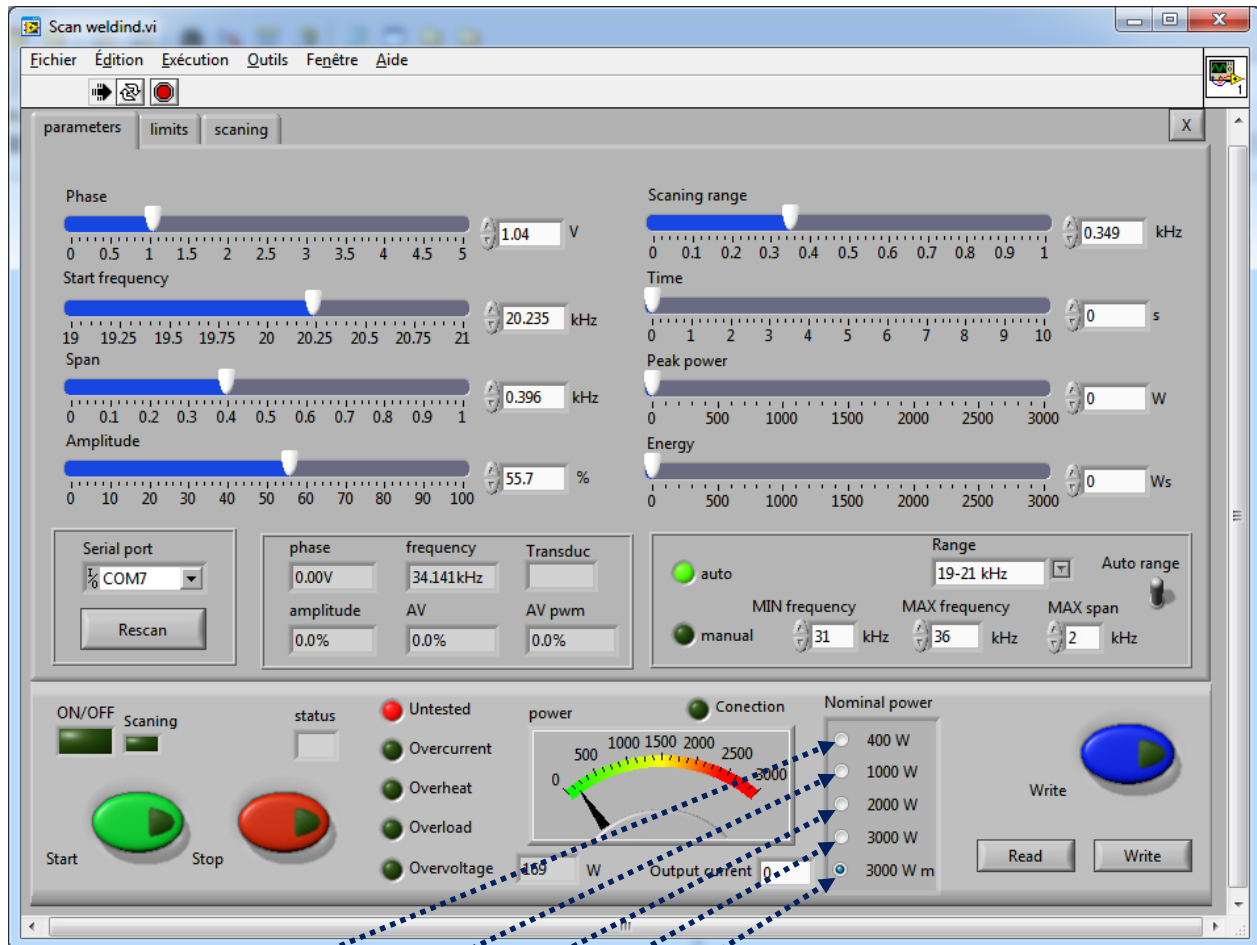 Scan weldind.vi
Fichier Édition Exécution Outils Fenêtre Aide
1
parameters limits scaning X
Phase
1.04 V
0 0.5 1 1.5 2 2.5 3 3.5 4 4.5 5
Start frequency
20.235 kHz
19 19.25 19.5 19.75 20 20.25 20.5 20.75 21
Span
0.396 kHz
0 0.1 0.2 0.3 0.4 0.5 0.6 0.7 0.8 0.9 1
Amplitude
55.7 %
0 10 20 30 40 50 60 70 80 90 100
Scaning range
0.349 kHz
0 0.1 0.2 0.3 0.4 0.5 0.6 0.7 0.8 0.9 1
Time
0 s
0 1 2 3 4 5 6 7 8 9 10
Peak power
0 W
0 500 1000 1500 2000 2500 3000
Energy
0 Ws
0 500 1000 1500 2000 2500 3000
Serial port
COM7
Rescan
phase frequency Transduc
0.00V 34.141kHz
amplitude AV AV pwm
0.0% 0.0% 0.0%
auto
manual
Range
19-21 kHz
Auto range
MIN frequency MAX frequency MAX span
31 kHz 36 kHz 2 kHz
ON/OFF Scaning status
Start Stop
Untested
Overcurrent
Overheat
Overload
Overvoltage
power
0 500 1000 1500 2000 2500 3000
169 W
Conection
Output current 0
Nominal power
400 W
1000 W
2000 W
3000 W
3000 W m
Write
Read Write